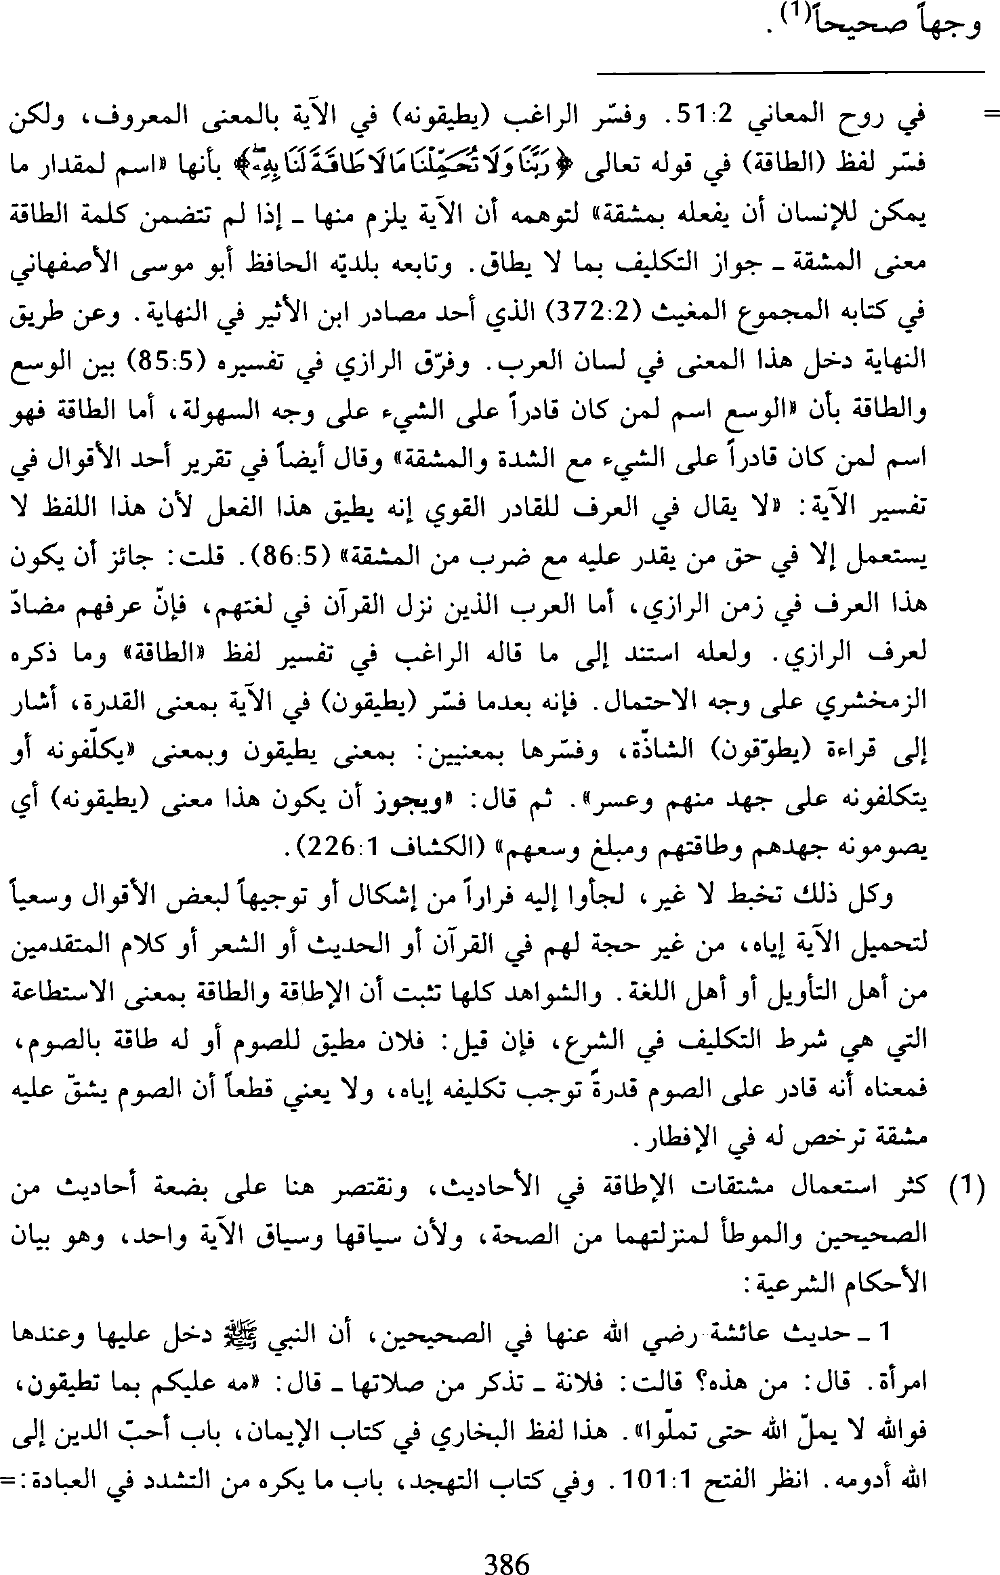 وجهاً صحيحاً(1).
= في روح المعاني 51:2. وفسّر الراغب (يطيقونه) في الآية بالمعنى المعروف، ولكن
فسّر لفظ (الطاقة) في قوله تعالى ﴿رَبَّنَا وَلَا تُحَمِّلْنَا مَا لَا طَاقَةَ لَنَا بِهِۦۖ﴾ بأنها «اسم لمقدار ما
يمكن للإنسان أن يفعله بمشقة» لتوهمه أن الآية يلزم منها ـ إذا لم تتضمن كلمة الطاقة
معنى المشقة ـ جواز التكليف بما لا يطاق. وتابعه بلديّه الحافظ أبو موسى الأصفهاني
في كتابه المجموع المغيث (372:2) الذي أحد مصادر ابن الأثير في النهاية. وعن طريق
النهاية دخل هذا المعنى في لسان العرب. وفرّق الرازي في تفسيره (85:5) بين الوسع
والطاقة بأن «الوسع اسم لمن كان قادراً على الشيء على وجه السهولة، أما الطاقة فهو
اسم لمن كان قادراً على الشيء مع الشدة والمشقة» وقال أيضاً في تقرير أحد الأقوال في
تفسير الآية: «لا يقال في العرف للقادر القوي إنه يطيق هذا الفعل لأن هذا اللفظ لا
يستعمل إلا في حق من يقدر عليه مع ضرب من المشقة» (86:5). قلت: جائز أن يكون
هذا العرف في زمن الرازي، أما العرب الذين نزل القرآن في لغتهم، فإنّ عرفهم مضادّ
لعرف الرازي. ولعله استند إلى ما قاله الراغب في تفسير لفظ «الطاقة» وما ذكره
الزمخشري على وجه الاحتمال. فإنه بعدما فسّر (يطيقون) في الآية بمعنى القدرة، أشار
إلى قراءة (يطوّقون) الشاذّة، وفسّرها بمعنيين: بمعنى يطيقون وبمعنى «يكلّفونه أو
يتكلفونه على جهد منهم وعسر». ثم قال: «ويجوز أن يكون هذا معنى (يطيقونه) أي
يصومونه جهدهم وطاقتهم ومبلغ وسعهم» (الكشاف 226:1).
وكل ذلك تخبط لا غير، لجأوا إليه فراراً من إشكال أو توجيهاً لبعض الأقوال وسعياً
لتحميل الآية إياه، من غير حجة لهم في القرآن أو الحديث أو الشعر أو كلام المتقدمين
من أهل التأويل أو أهل اللغة. والشواهد كلها تثبت أن الإطاقة والطاقة بمعنى الاستطاعة
التي هي شرط التكليف في الشرع، فإن قيل: فلان مطيق للصوم أو له طاقة بالصوم،
فمعناه أنه قادر على الصوم قدرةً توجب تكليفه إياه، ولا يعني قطعاً أن الصوم يشقّ عليه
مشقة ترخص له في الإفطار.
(1) كثر استعمال مشتقات الإطاقة في الأحاديث، ونقتصر هنا على بضعة أحاديث من
الصحيحين والموطأ لمنزلتهما من الصحة، ولأن سياقها وسياق الآية واحد، وهو بيان
الأحكام الشرعية:
1 ـ حديث عائشة رضي الله عنها في الصحيحين، أن النبي ﷺ دخل عليها وعندها
امرأة. قال: من هذه؟ قالت: فلانة ـ تذكر من صلاتها ـ قال: «مه عليكم بما تطيقون،
فوالله لا يملّ الله حتى تملّوا». هذا لفظ البخاري في كتاب الإيمان، باب أحبّ الدين إلى
الله أدومه. انظر الفتح 101:1. وفي كتاب التهجد، باب ما يكره من التشدد في العبادة: =
386